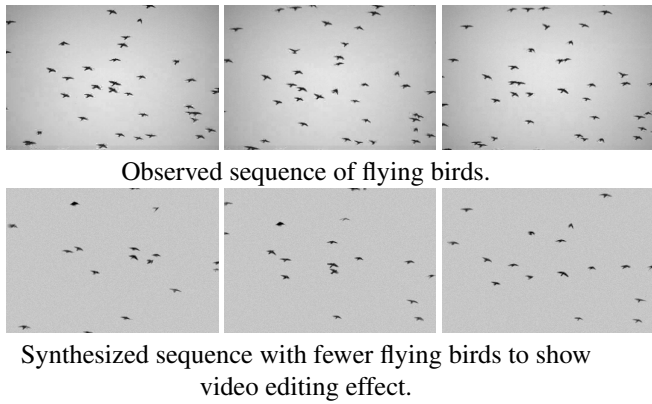 Observed sequence of flying birds.
Synthesized sequence with fewer flying birds to show
video editing effect.